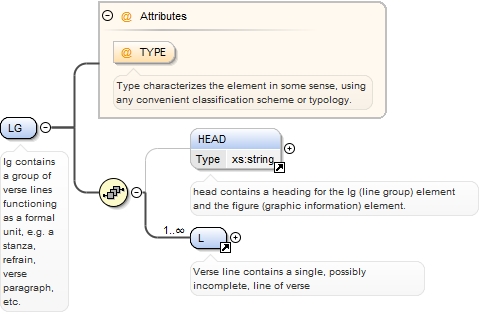 @ Attributes
@ TYPE
Type characterizes the element in some sense, using
any convenient classification scheme or typology.
LG
lg contains
a group of
verse lines
functioning
as a formal
unit, e.g. a
stanza,
refrain,
verse
paragraph,
etc.
HEAD
Type xs:string
head contains a heading for the lg (line group) element
and the figure (graphic information) element.
1..∞
L
Verse line contains a single, possibly
incomplete, line of verse